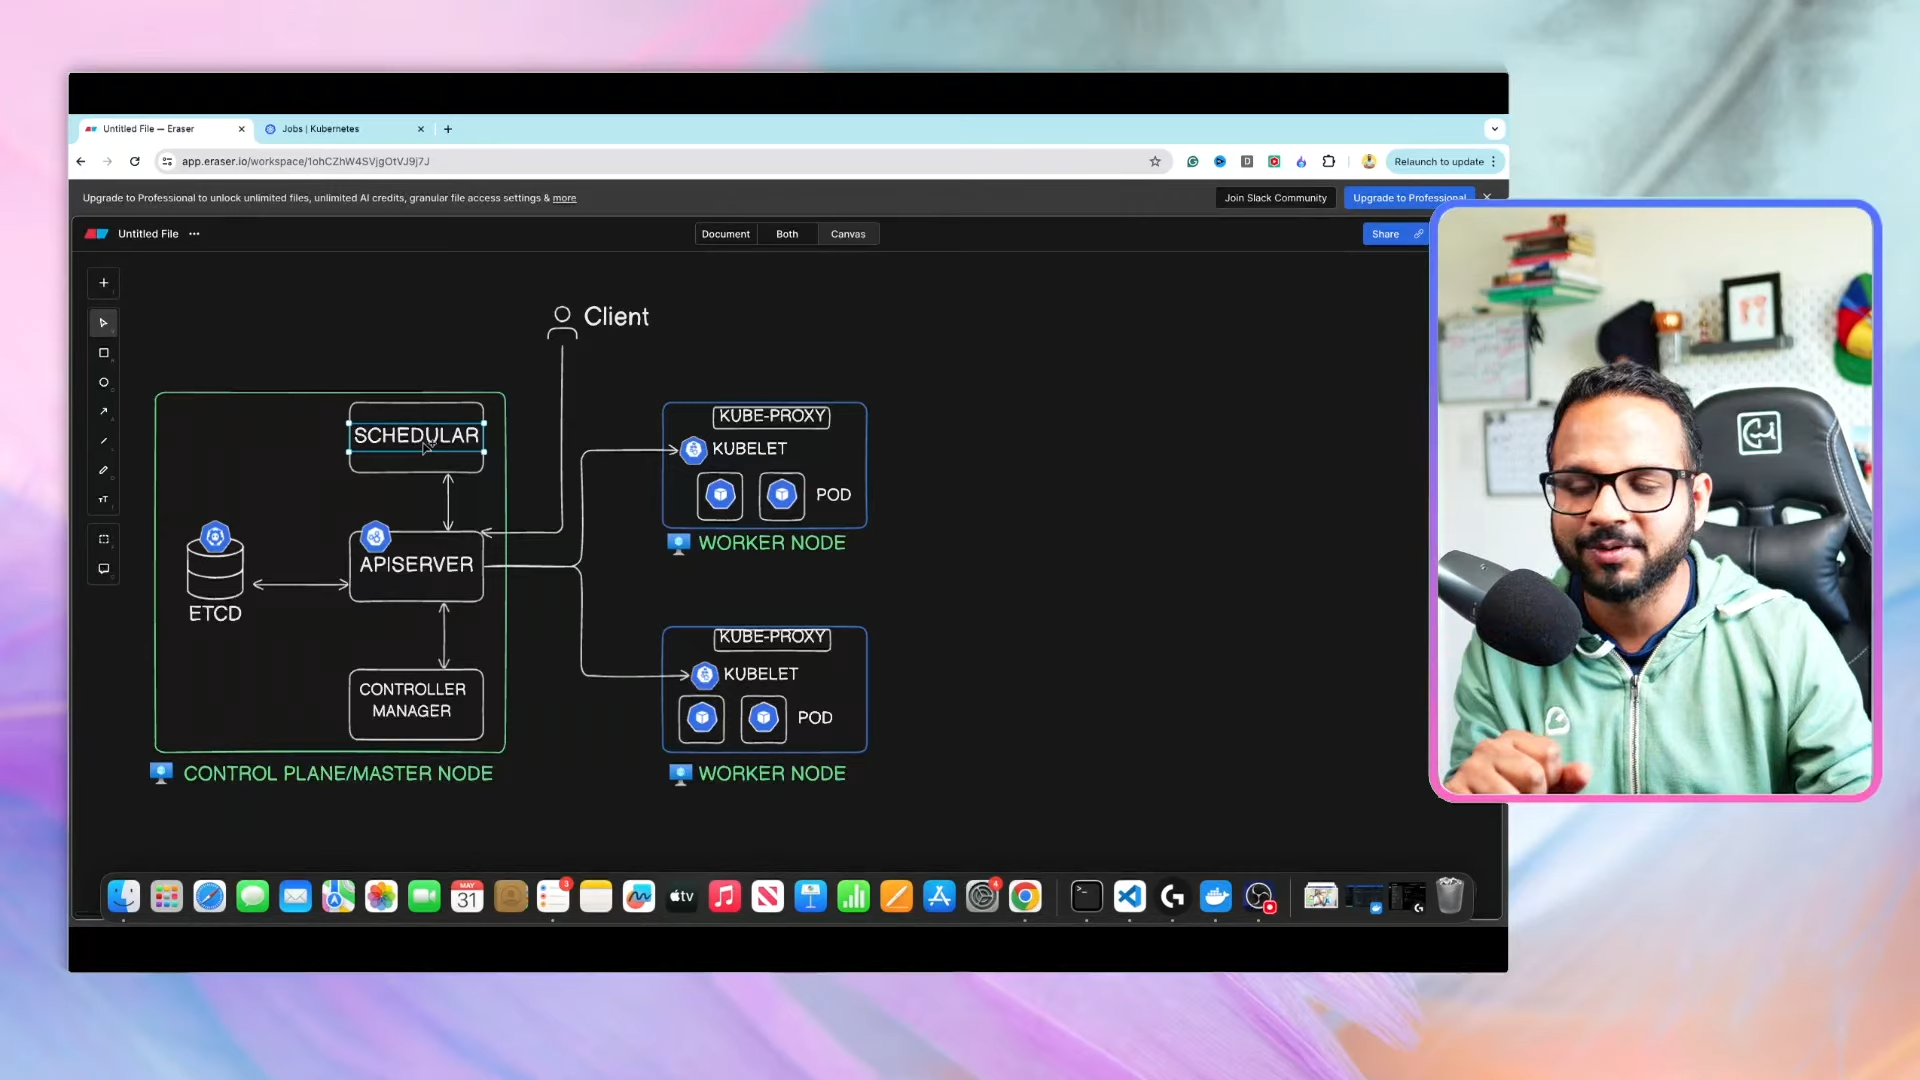 Untitled File — Eraser
Jobs | Kubernetes
app.eraser.io/workspace/1ohCZhW4SVjgOtVJ9j7J
Relaunch to update
Upgrade to Professional to unlock unlimited files, unlimited AI credits, granular file access settings & more
Join Slack Community
Upgrade to Professional
Untitled File
Document
Both
Canvas
Share
Client
SCHEDULAR
KUBE-PROXY
KUBELET
POD
WORKER NODE
APISERVER
ETCD
KUBE-PROXY
KUBELET
POD
CONTROLLER
MANAGER
CONTROL PLANE/MASTER NODE
WORKER NODE
MAY
31
3
tv
4